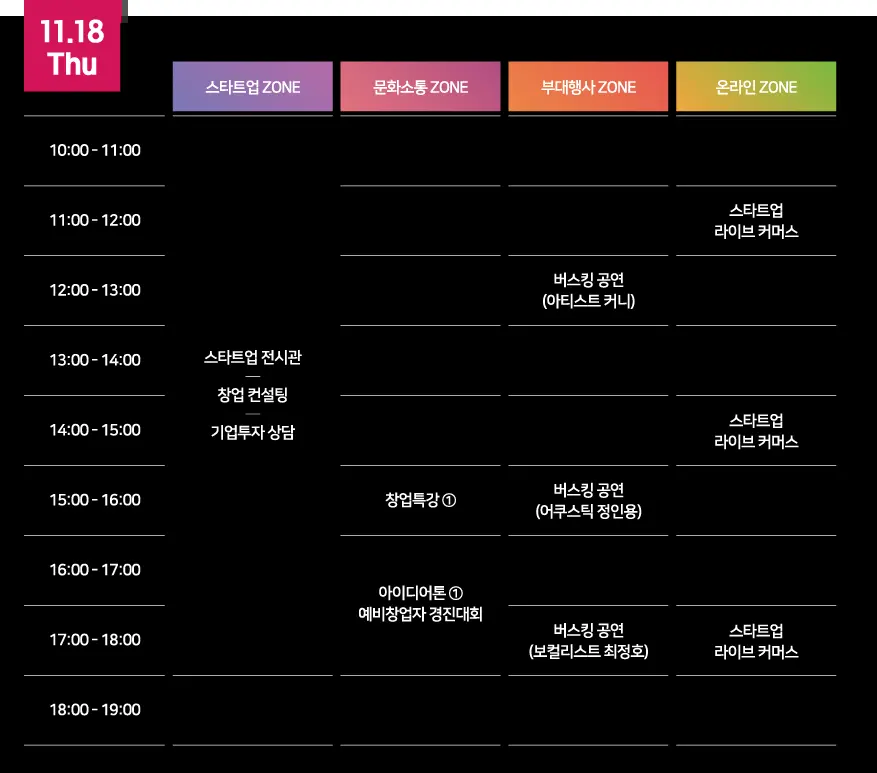 11.18
Thu
스타트업 ZONE
문화소통 ZONE
부대행사 ZONE
온라인 ZONE
10:00 - 11:00
11:00 - 12:00
스타트업
라이브 커머스
12:00 - 13:00
버스킹 공연
(아티스트 커니)
13:00 - 14:00
스타트업 전시관
창업 컨설팅
기업투자 상담
14:00 - 15:00
스타트업
라이브 커머스
15:00 - 16:00
창업특강 ①
버스킹 공연
(어쿠스틱 정인용)
16:00 - 17:00
아이디어톤 ①
예비창업자 경진대회
17:00 - 18:00
버스킹 공연
(보컬리스트 최정호)
스타트업
라이브 커머스
18:00 - 19:00